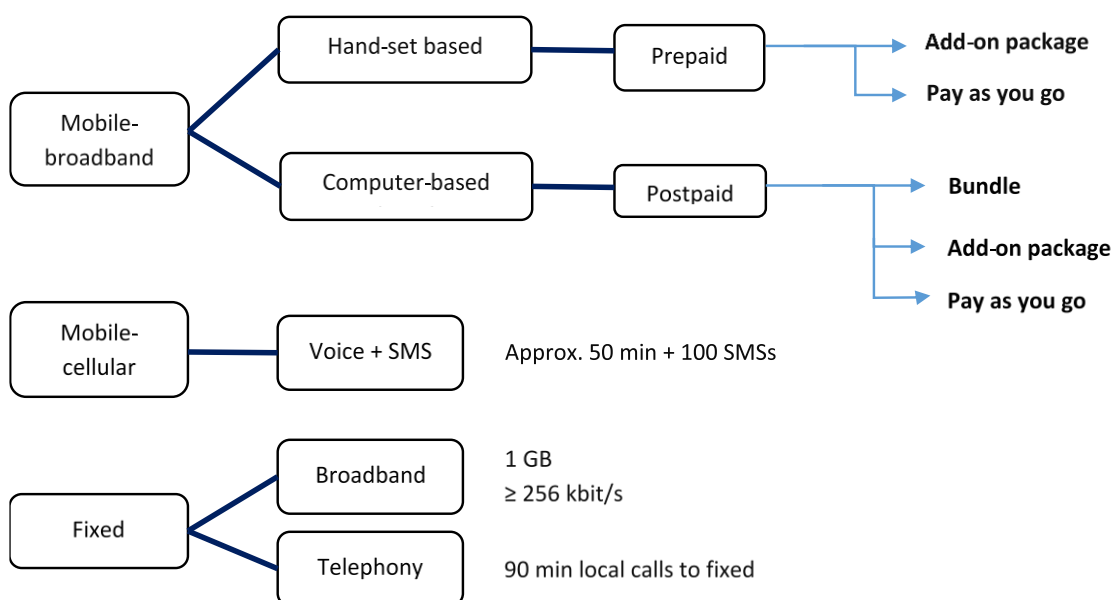 Mobile-
broadband
Hand-set based
Prepaid
Add-on package
Pay as you go
Computer-based
Postpaid
Bundle
Add-on package
Pay as you go
Mobile-
cellular
Voice + SMS
Approx. 50 min + 100 SMSs
Fixed
Broadband
1 GB
≥ 256 kbit/s
Telephony
90 min local calls to fixed